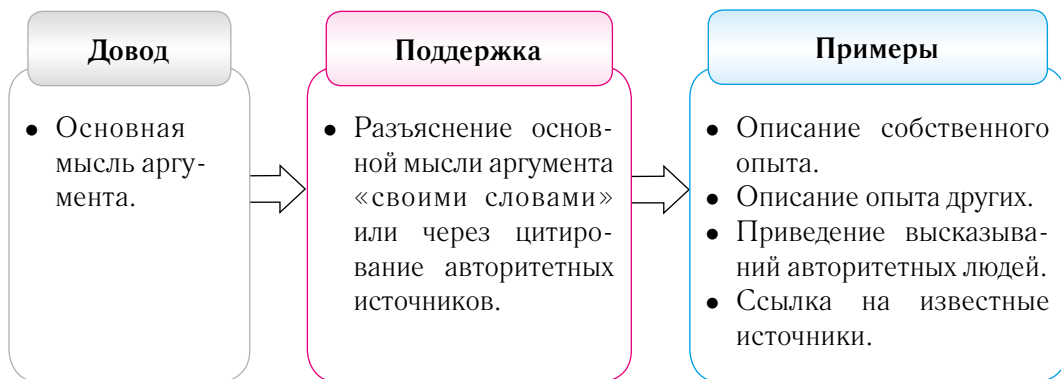 Довод
• Основная
мысль аргу-
мента.
Поддержка
• Разъяснение основ-
ной мысли аргумента
«своими словами»
или через цитиро-
вание авторитетных
источников.
Примеры
• Описание собственного
опыта.
• Описание опыта других.
• Приведение высказыва-
ний авторитетных людей.
• Ссылка на известные
источники.